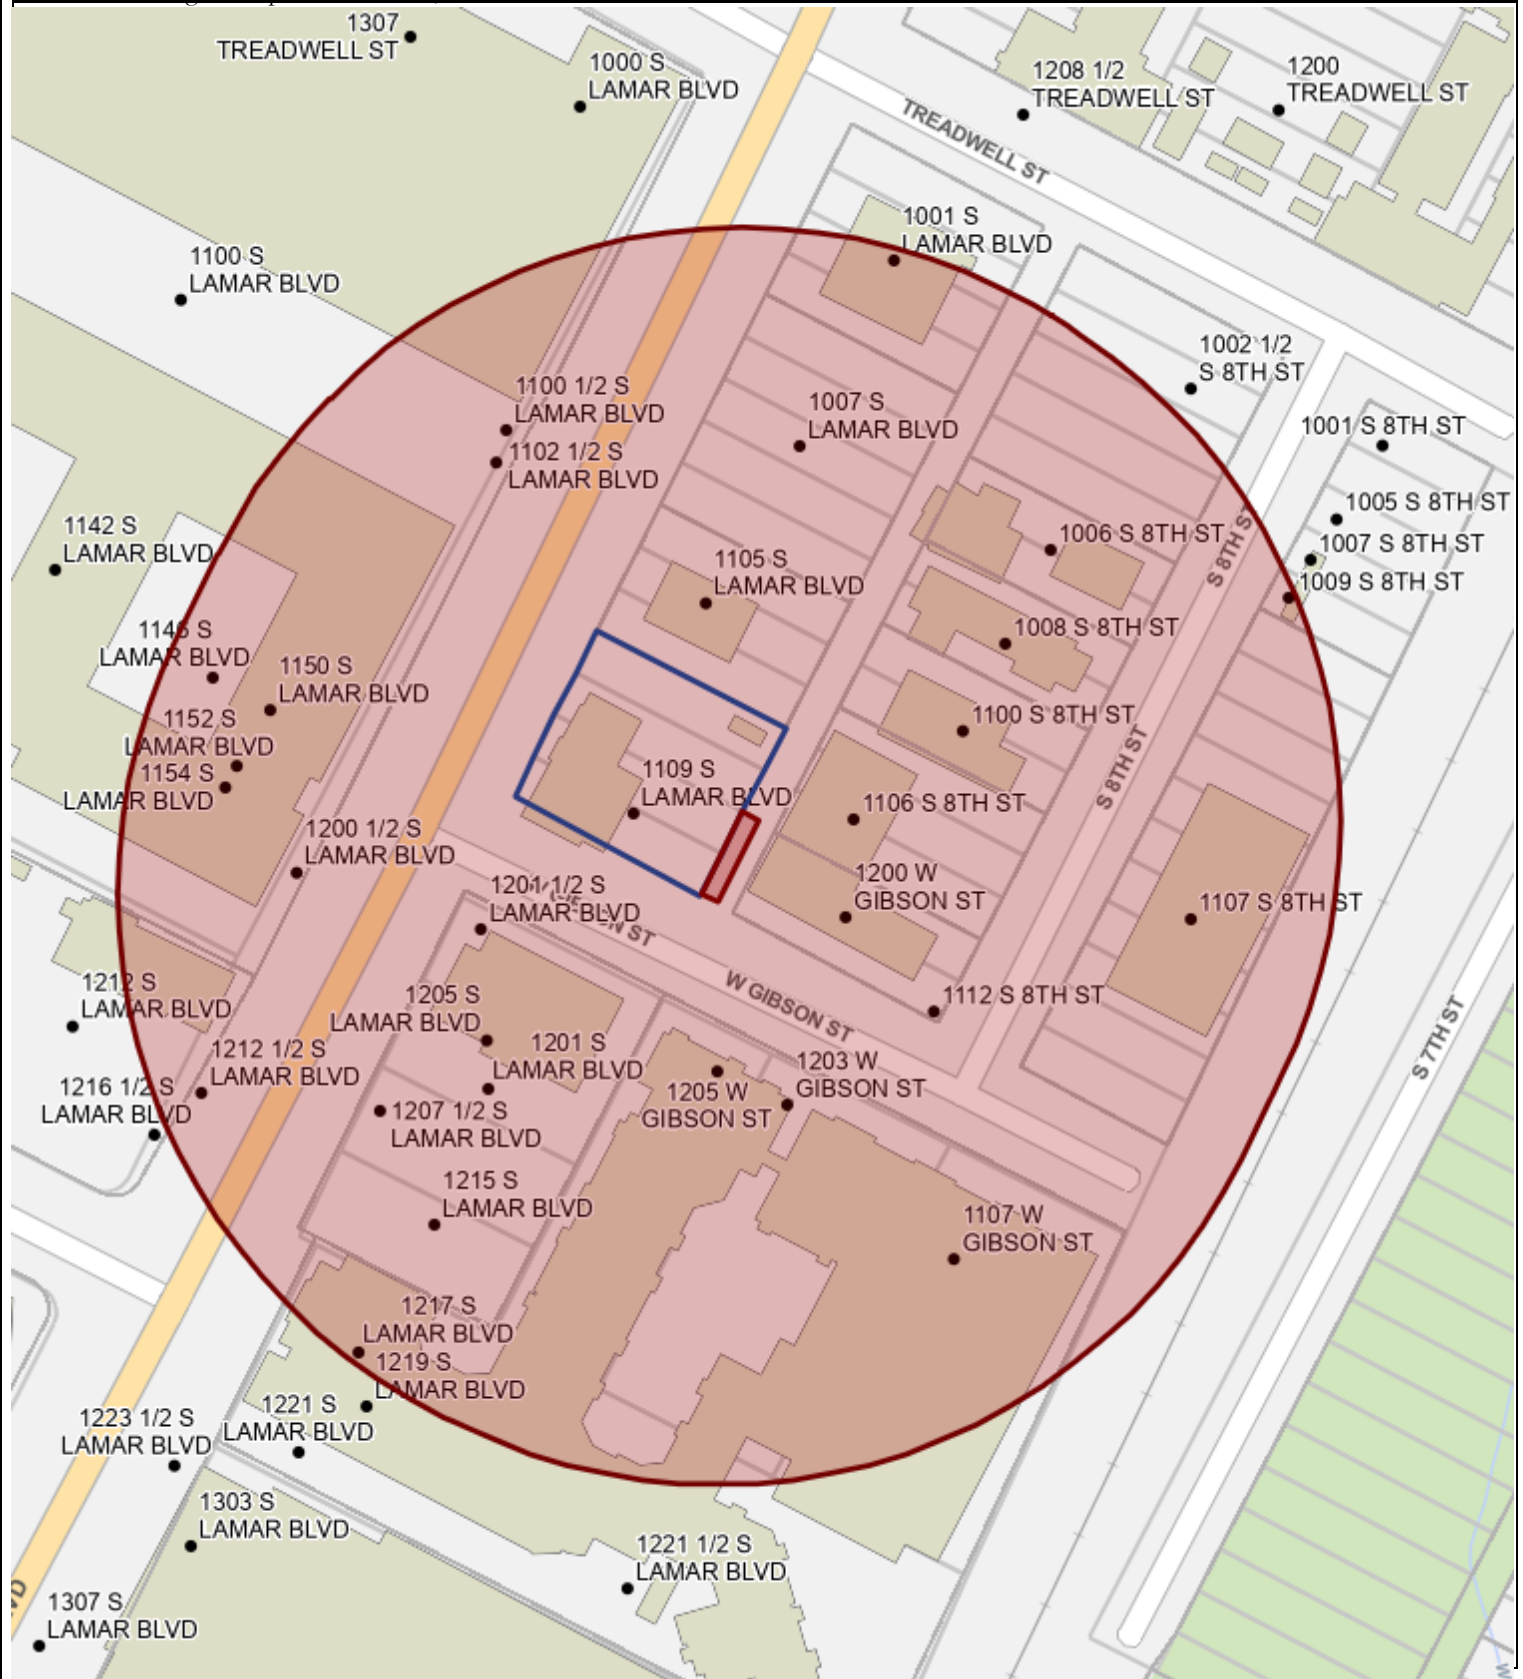 1307
TREADWELL ST
1000 S
LAMAR BLVD
1208 1/2
TREADWELL ST
1200
TREADWELL ST
TREADWELL ST
1001 S
LAMAR BLVD
1100 S
LAMAR BLVD
1002 1/2
S 8TH ST
1100 1/2 S
LAMAR BLVD
1007 S
LAMAR BLVD
1001 S 8TH ST
1102 1/2 S
LAMAR BLVD
1005 S 8TH ST
1142 S
LAMAR BLVD
1006 S 8TH ST
S 8TH ST
1007 S 8TH ST
1105 S
LAMAR BLVD
1009 S 8TH ST
1146 S
LAMAR BLVD
1008 S 8TH ST
1150 S
LAMAR BLVD
1152 S
LAMAR BLVD
1100 S 8TH ST
S 8TH ST
1154 S
LAMAR BLVD
1109 S
LAMAR BLVD
1106 S 8TH ST
1200 1/2 S
LAMAR BLVD
1201 1/2 S
LAMAR BLVD
1200 W
GIBSON ST
1107 S 8TH ST
W GIBSON ST
1212 S
LAMAR BLVD
1205 S
LAMAR BLVD
1112 S 8TH ST
S 7TH ST
1212 1/2 S
LAMAR BLVD
1201 S
LAMAR BLVD
1203 W
GIBSON ST
1216 1/2 S
LAMAR BLVD
1205 W
GIBSON ST
1207 1/2 S
LAMAR BLVD
1215 S
LAMAR BLVD
1107 W
GIBSON ST
1217 S
LAMAR BLVD
1219 S
LAMAR BLVD
1221 S
LAMAR BLVD
1223 1/2 S
LAMAR BLVD
1303 S
LAMAR BLVD
1221 1/2 S
LAMAR BLVD
1307 S
LAMAR BLVD